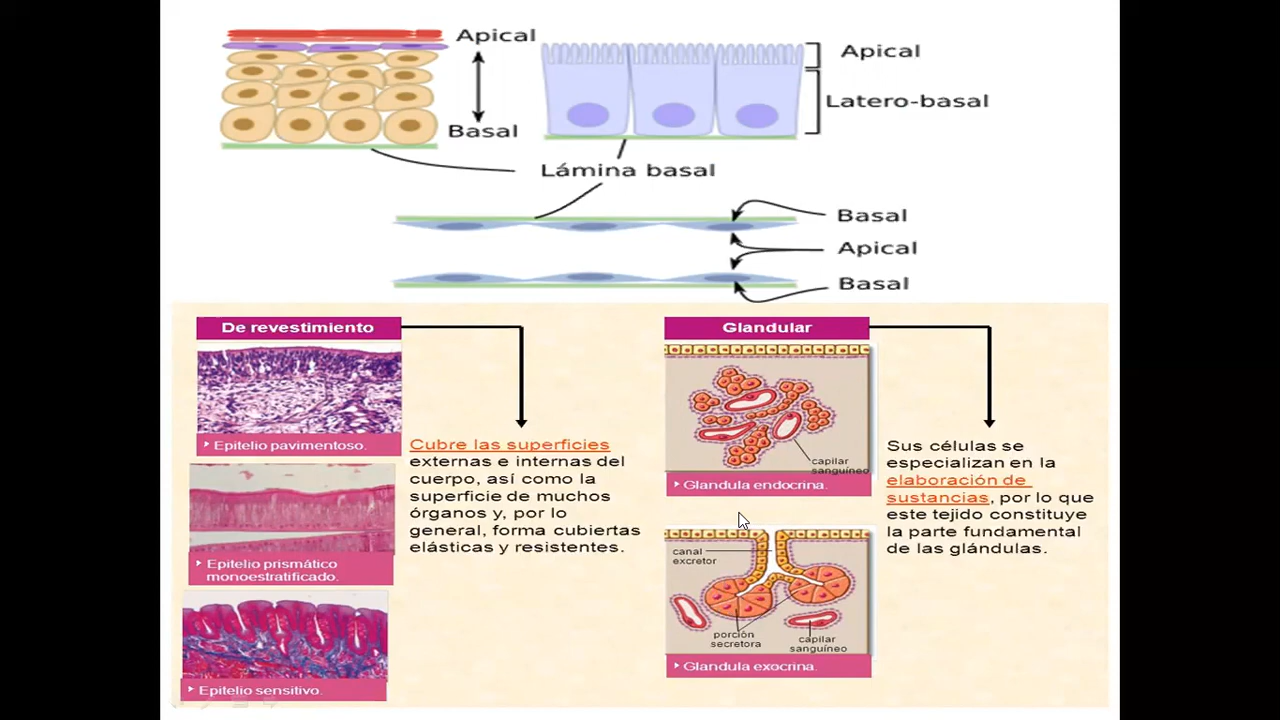 Apical
Basal
Apical
Latero-basal
Lámina basal
Basal
Apical
Basal
De revestimiento
Epitelio pavimentoso.
Epitelio prismático
monoestratificado.
Epitelio sensitivo.
Cubre las superficies
externas e internas del
cuerpo, así como la
superficie de muchos
órganos y, por lo
general, forma cubiertas
elásticas y resistentes.
Glandular
capilar
sanguíneo
Glandula endocrina.
canal
excretor
porción
secretora
capilar
sanguíneo
Glandula exocrina.
Sus células se
especializan en la
elaboración de
sustancias, por lo que
este tejido constituye
la parte fundamental
de las glándulas.